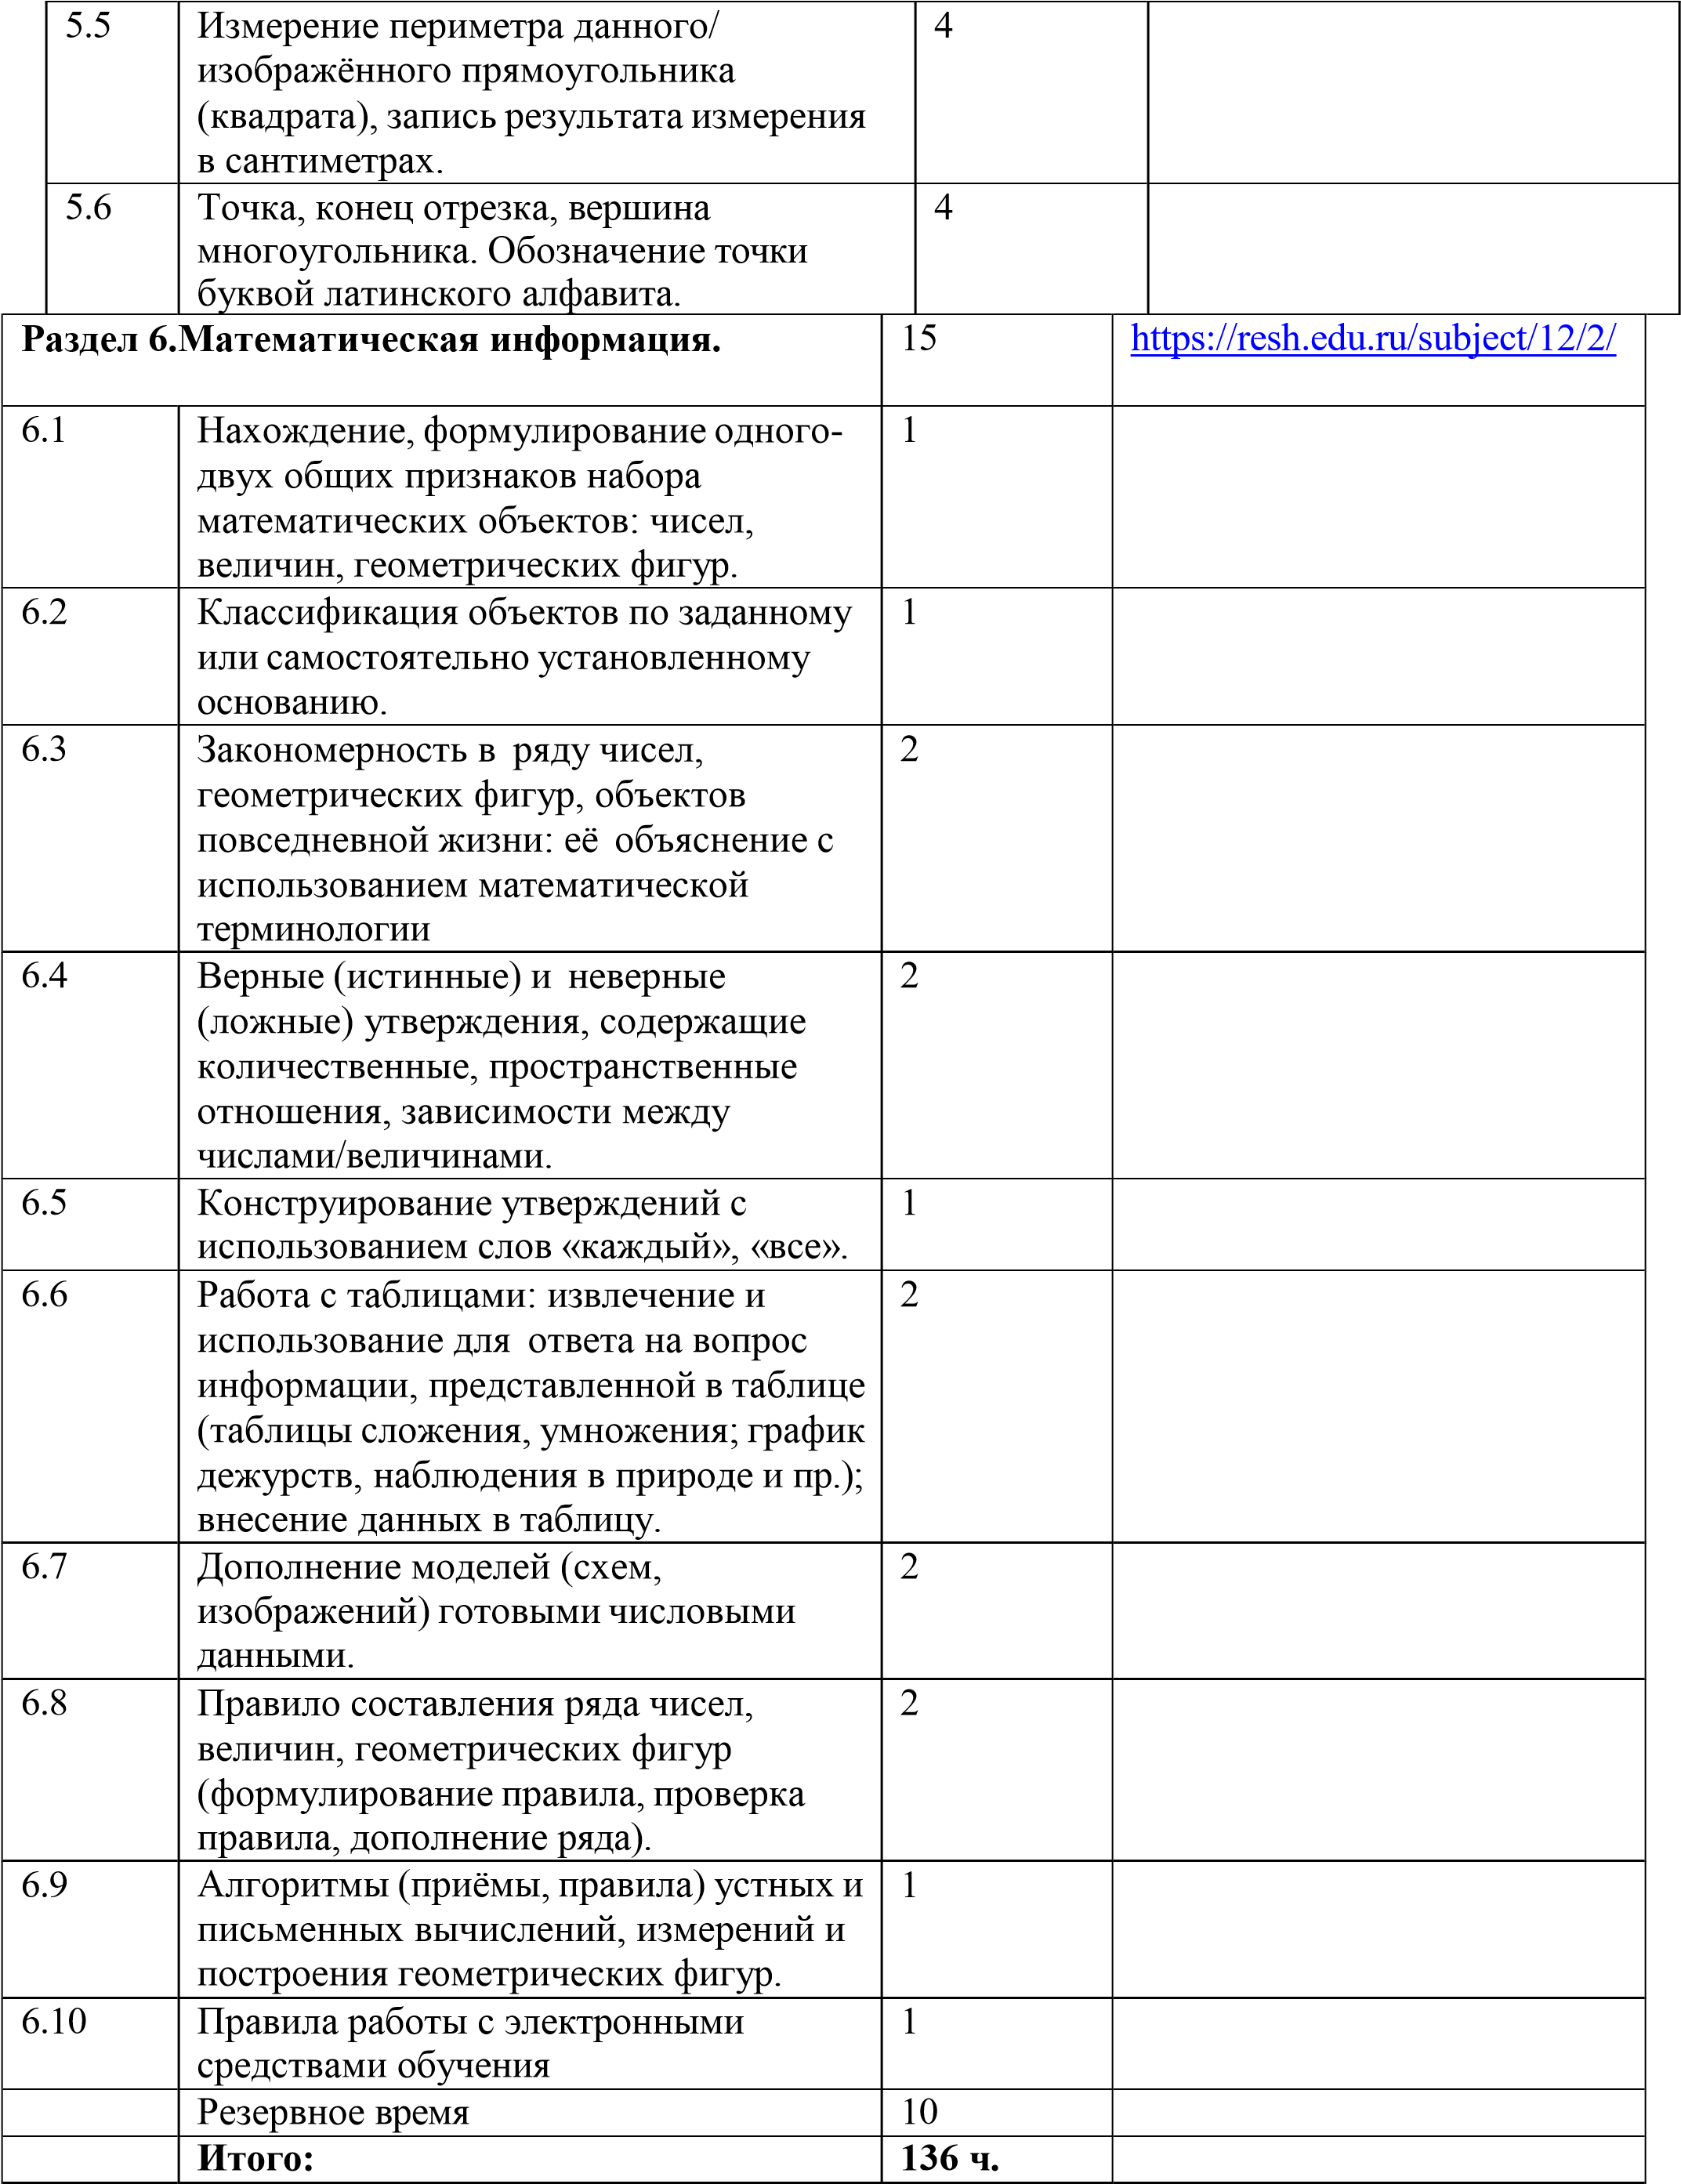 5.5 Измерение периметра данного/ 4
изображённого прямоугольника
(квадрата), запись результата измерения
в сантиметрах.
5.6 Точка, конец отрезка, вершина 4
многоугольника. Обозначение точки
буквой латинского алфавита.
Раздел 6.Математическая информация. 15 https://resh.edu.ru/subject/12/2/
6.1 Нахождение, формулирование одного- 1
двух общих признаков набора
математических объектов: чисел,
величин, геометрических фигур.
6.2 Классификация объектов по заданному 1
или самостоятельно установленному
основанию.
6.3 Закономерность в ряду чисел, 2
геометрических фигур, объектов
повседневной жизни: её объяснение с
использованием математической
терминологии
6.4 Верные (истинные) и неверные 2
(ложные) утверждения, содержащие
количественные, пространственные
отношения, зависимости между
числами/величинами.
6.5 Конструирование утверждений с 1
использованием слов «каждый», «все».
6.6 Работа с таблицами: извлечение и 2
использование для ответа на вопрос
информации, представленной в таблице
(таблицы сложения, умножения; график
дежурств, наблюдения в природе и пр.);
внесение данных в таблицу.
6.7 Дополнение моделей (схем, 2
изображений) готовыми числовыми
данными.
6.8 Правило составления ряда чисел, 2
величин, геометрических фигур
(формулирование правила, проверка
правила, дополнение ряда).
6.9 Алгоритмы (приёмы, правила) устных и 1
письменных вычислений, измерений и
построения геометрических фигур.
6.10 Правила работы с электронными 1
средствами обучения
Резервное время 10
Итого: 136 ч.